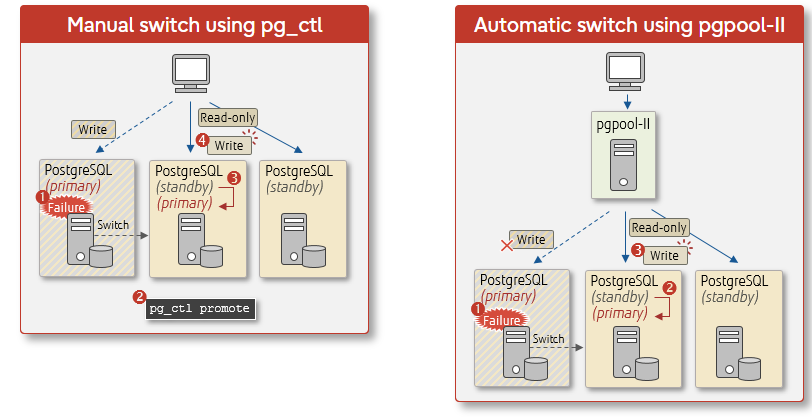 Manual switch using pg_ctl
Write
Read-only
4
Write
PostgreSQL
(primary)
1
Failure
Switch
PostgreSQL
(standby)
3
(primary)
PostgreSQL
(standby)
2
pg_ctl promote
Automatic switch using pgpool-II
pgpool-II
Write
Read-only
3
Write
PostgreSQL
(primary)
1
Failure
Switch
PostgreSQL
(standby)
2
(primary)
PostgreSQL
(standby)